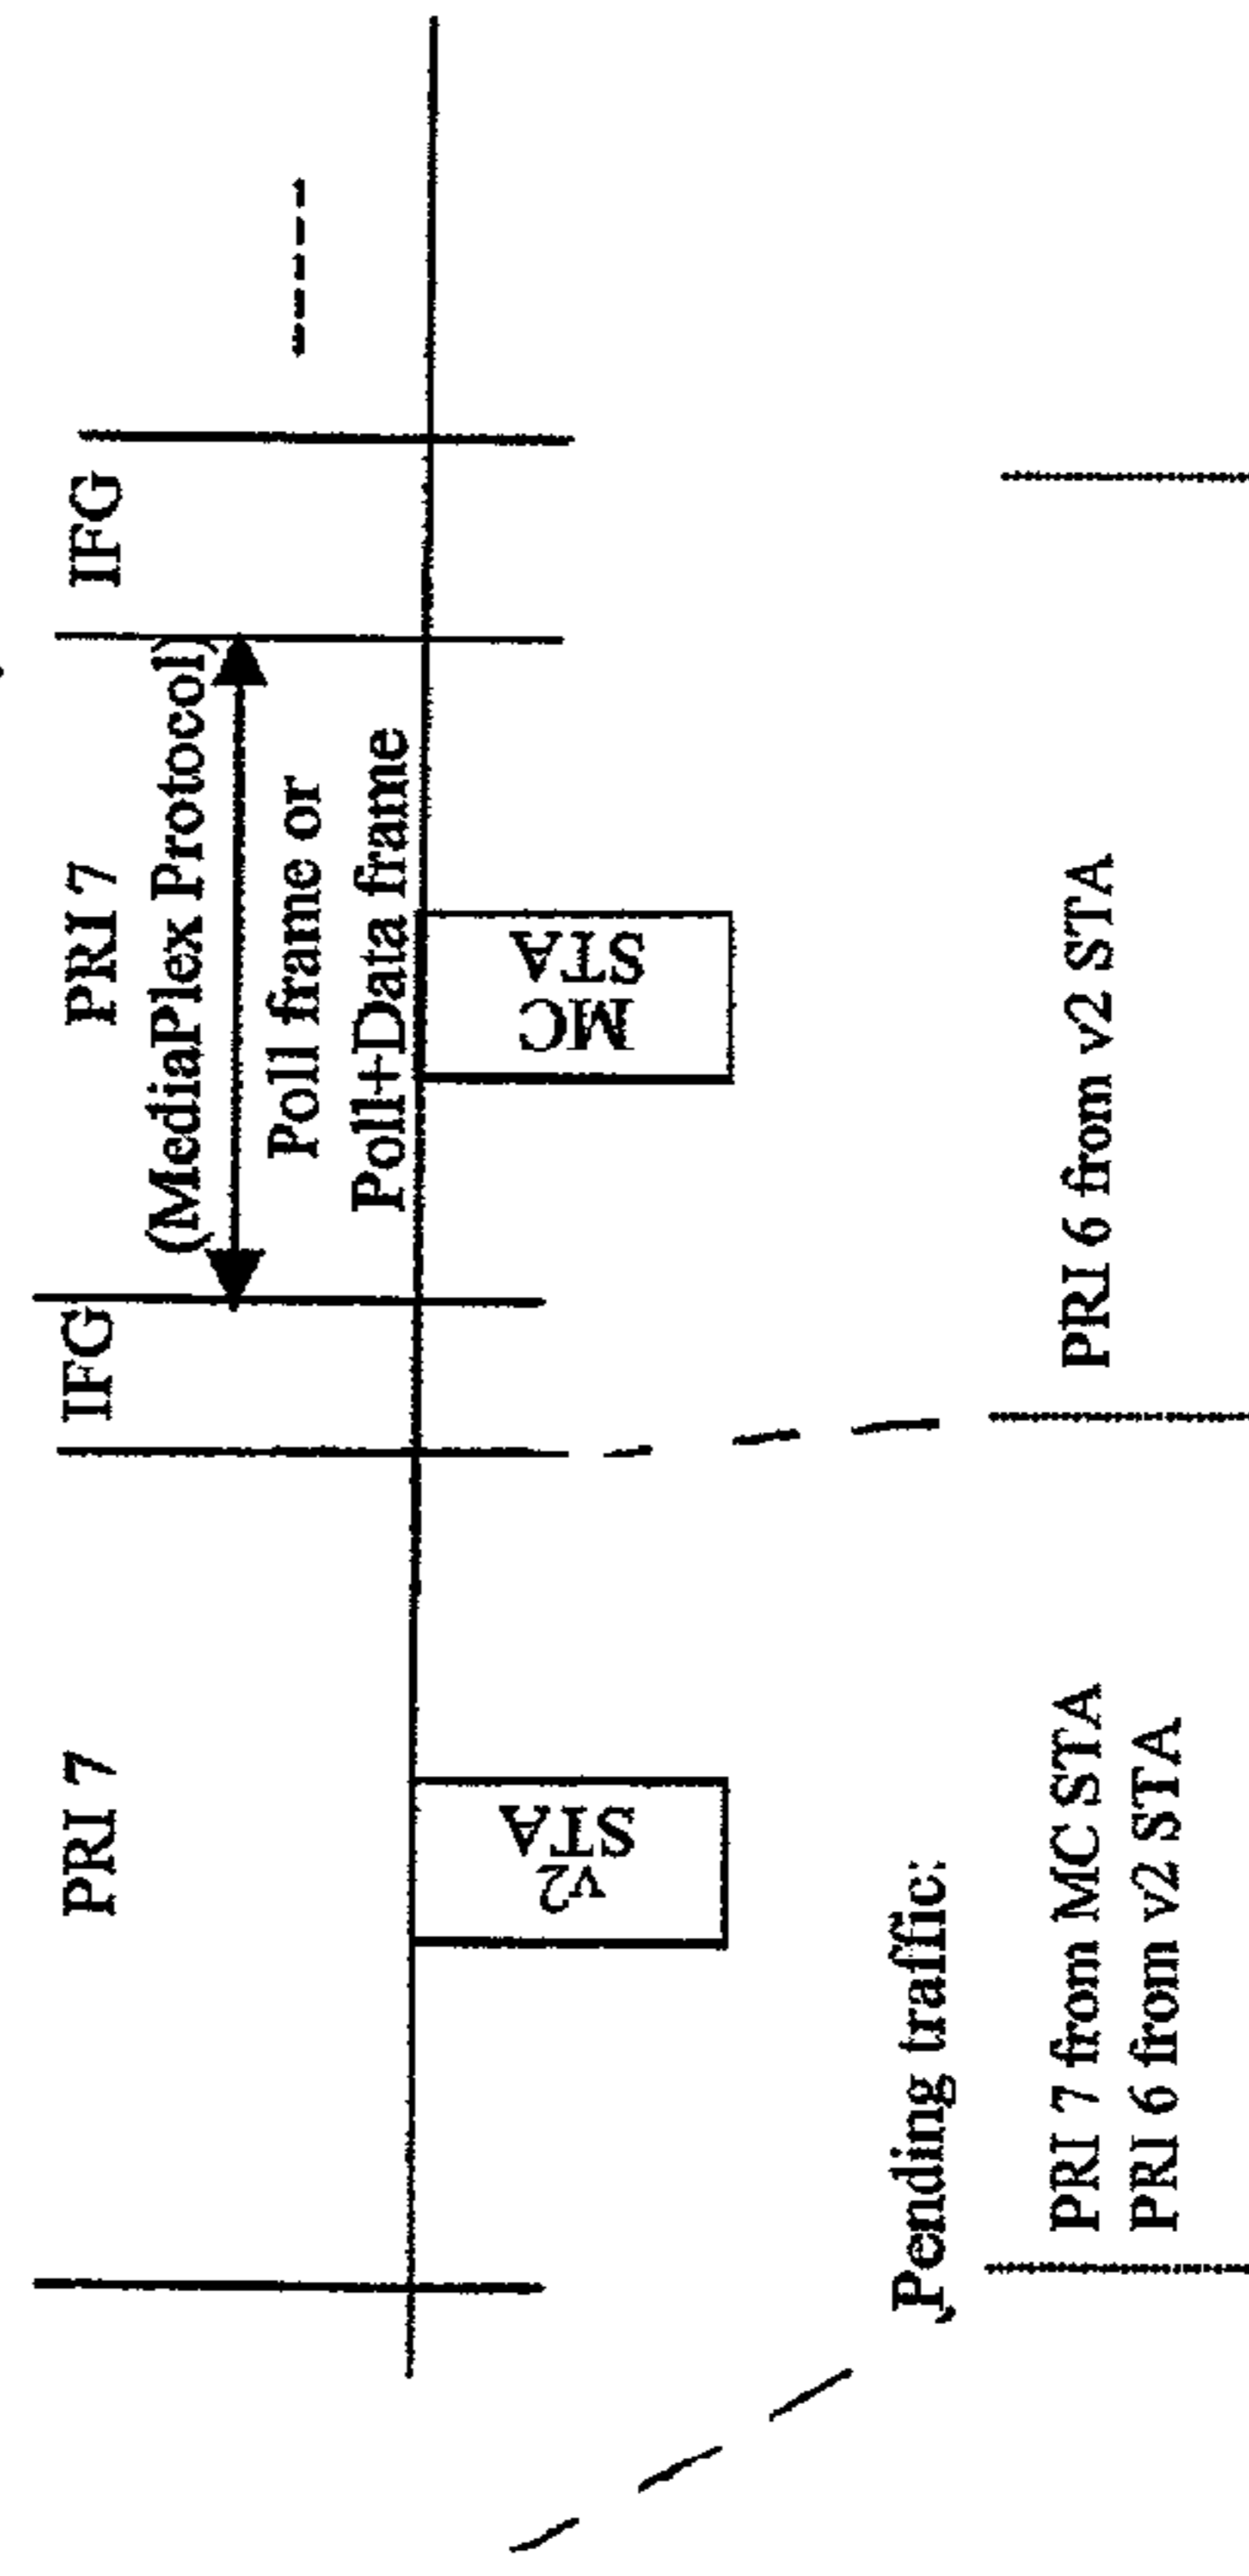 PRI 7
IFG
PRI 7
(MediaPlex Protocol)
IFG
Poll frame or
Poll+Data frame
v2
STA
MC
STA
Pending traffic:
PRI 7 from MC STA
PRI 6 from v2 STA
PRI 6 from v2 STA